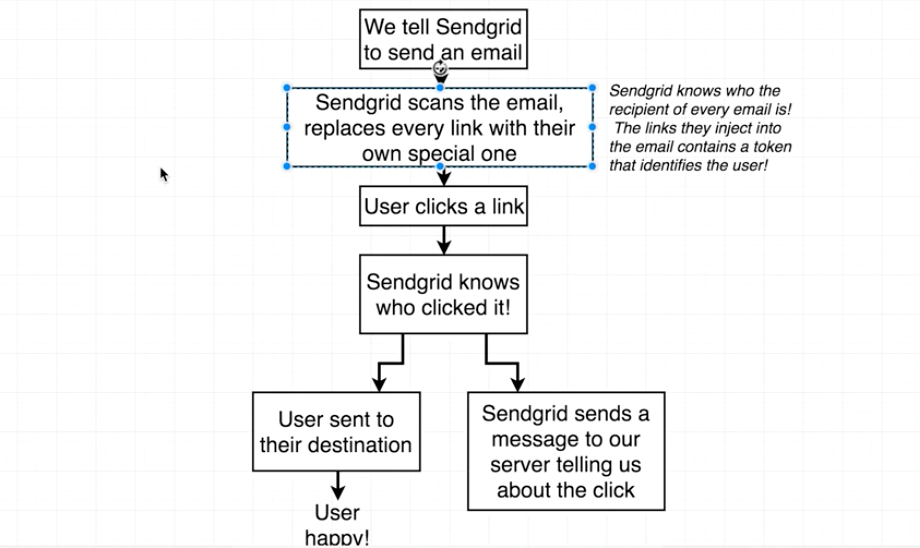 We tell Sendgrid
to send an email
Sendgrid scans the email,
replaces every link with their
own special one
Sendgrid knows who the
recipient of every email is!
The links they inject into
the email contains a token
that identifies the user!
User clicks a link
Sendgrid knows
who clicked it!
User sent to
their destination
Sendgrid sends a
message to our
server telling us
about the click
User
happy!